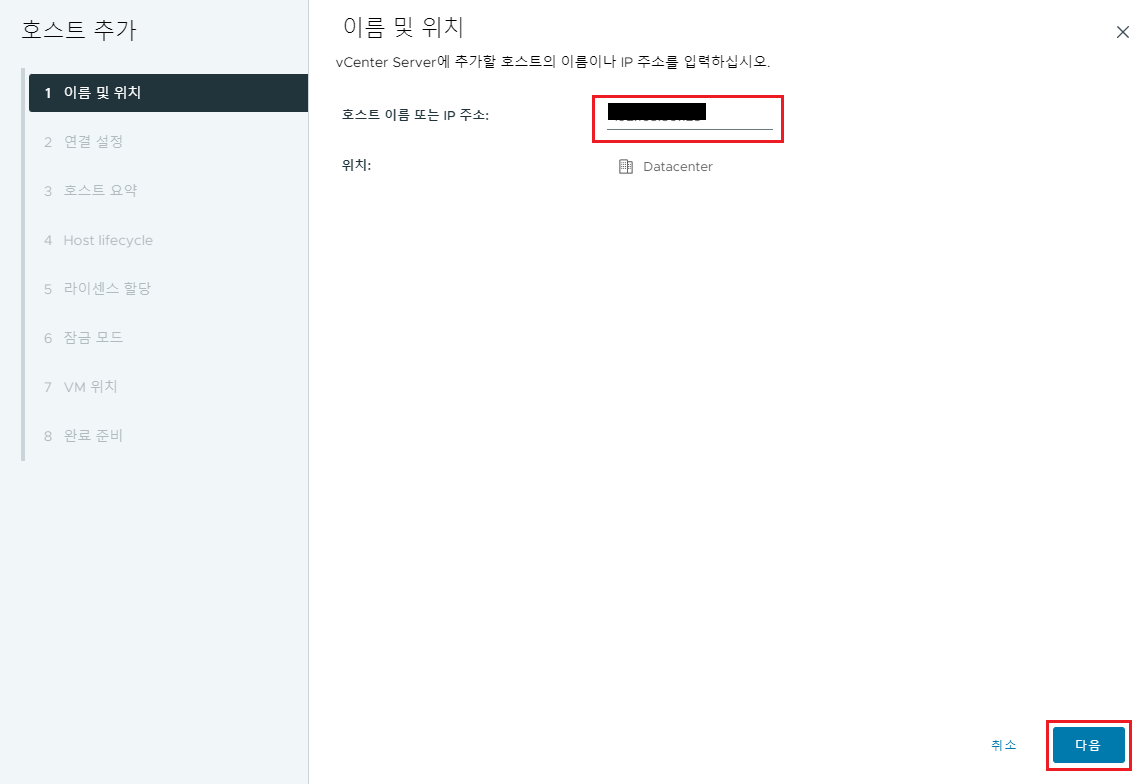 호스트 추가
1 이름 및 위치
2 연결 설정
3 호스트 요약
4 Host lifecycle
5 라이센스 할당
6 잠금 모드
7 VM 위치
8 완료 준비
이름 및 위치
vCenter Server에 추가할 호스트의 이름이나 IP 주소를 입력하십시오.
호스트 이름 또는 IP 주소:
위치: Datacenter
취소 다음